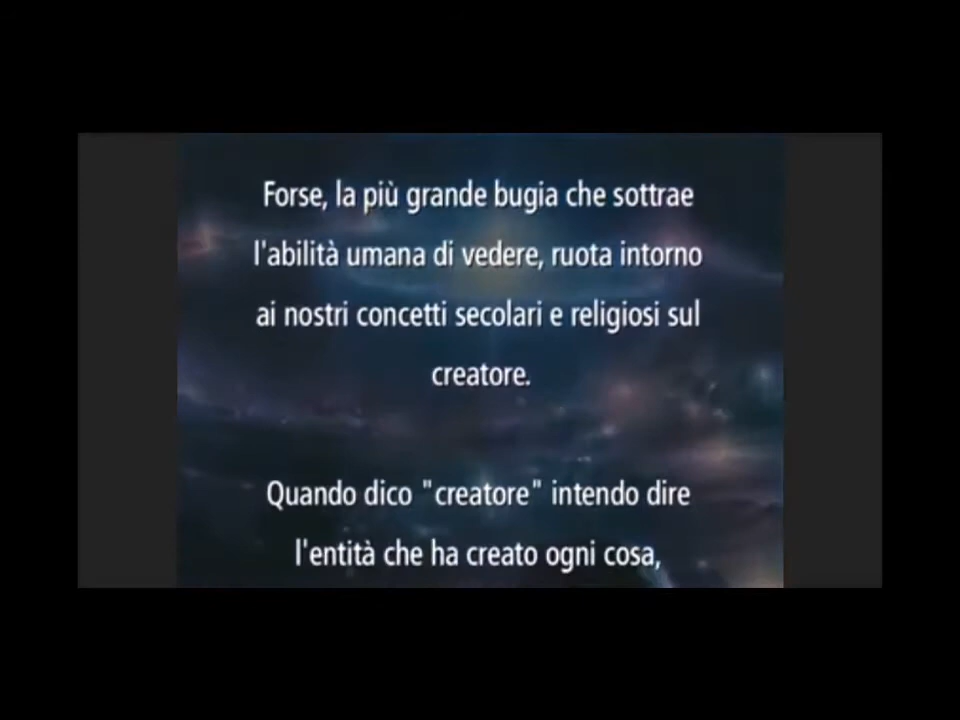 Forse, la più grande bugia che sottrae
l'abilità umana di vedere, ruota intorno
ai nostri concetti secolari e religiosi sul
creatore.
Quando dico "creatore" intendo dire
l'entità che ha creato ogni cosa,